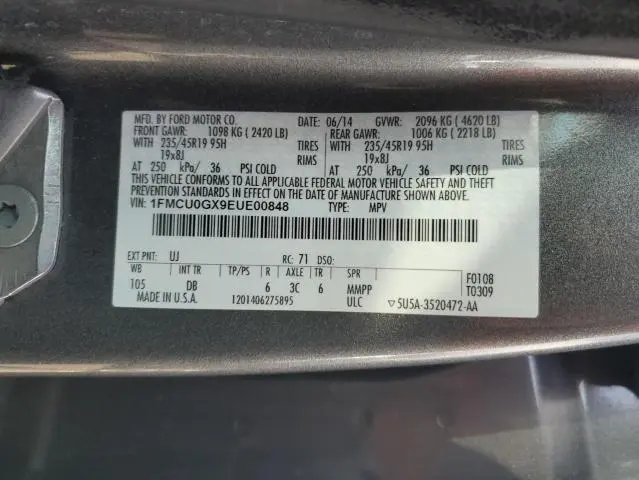 MFD. BY FORD MOTOR CO. DATE: 06/14 GVWR: 2096 KG ( 4620 LB)
FRONT GAWR: 1098 KG ( 2420 LB) REAR GAWR: 1006 KG ( 2218 LB)
WITH 235/45R19 95H TIRES WITH 235/45R19 95H TIRES
19x8J RIMS 19x8J RIMS
AT 250 kPa/ 36 PSI COLD AT 250 kPa/ 36 PSI COLD
THIS VEHICLE CONFORMS TO ALL APPLICABLE FEDERAL MOTOR VEHICLE SAFETY AND THEFT
PREVENTION STANDARDS IN EFFECT ON THE DATE OF MANUFACTURE SHOWN ABOVE.
VIN: 1FMCU0GX9EUE00848 TYPE: MPV
EXT PNT: UJ RC: 71 DSO:
WB INT TR TP/PS R AXLE TR SPR F0108
105 DB 6 3C 6 MMPP T0309
MADE IN U.S.A. 1201406275895 ULC ▽5U5A-3520472-AA